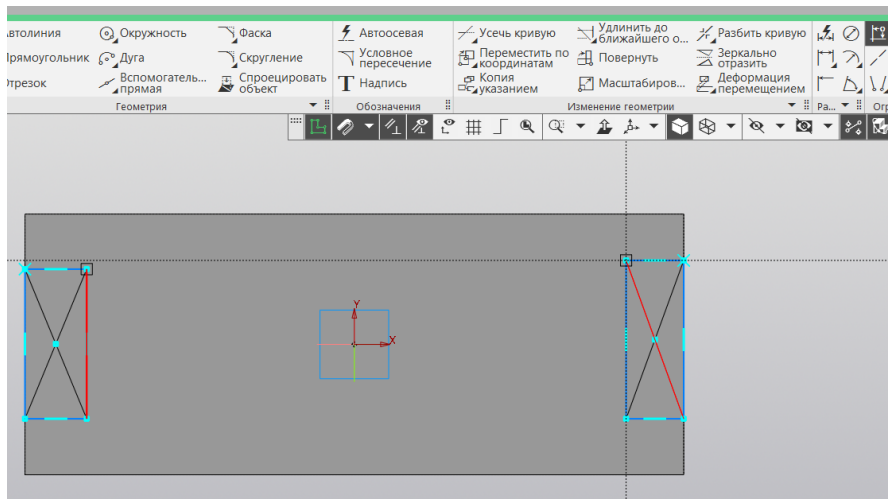 Автолиния
Окружность
Фаска
Автоосевая
Усечь кривую
Удлинить до
ближайшего о...
Разбить кривую
Прямоугольник
Дуга
Скругление
Условное
пересечение
Переместить по
координатам
Повернуть
Зеркально
отразить
Отрезок
Вспомогатель...
прямая
Спроецировать
объект
Надпись
Копия
указанием
Масштабиров...
Деформация
перемещением
Геометрия
Обозначения
Изменение геометрии
Ра...
Огр
Y
X